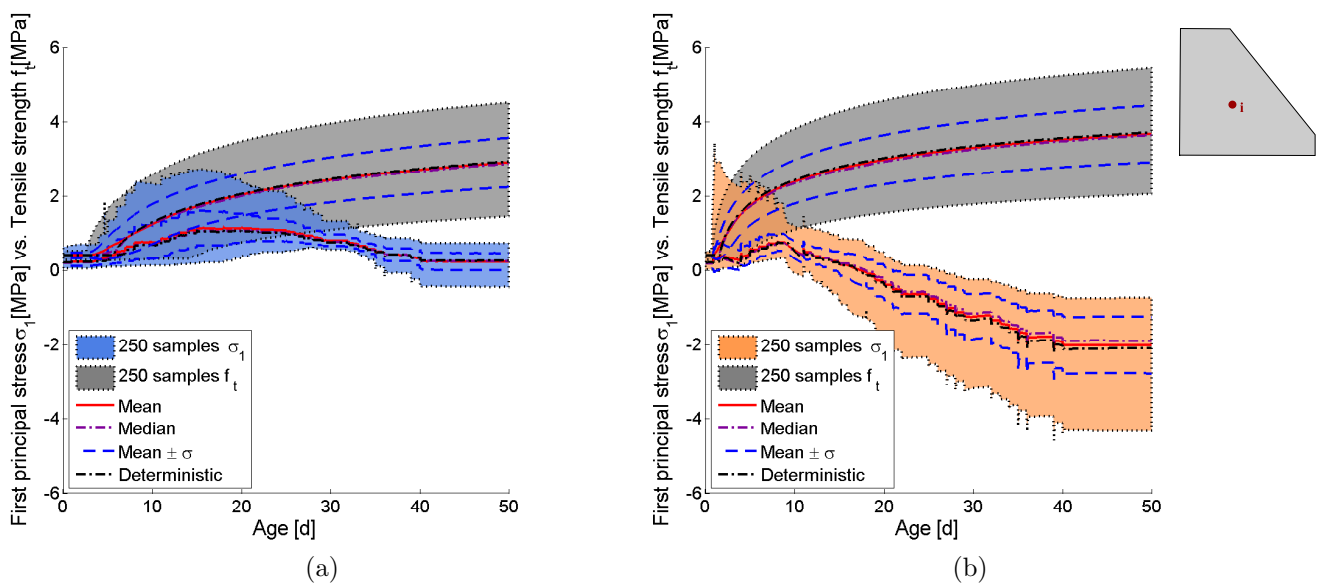 First principal stress σ1 [MPa] vs. Tensile strength ft [MPa]
6
4
2
0
-2
-4
-6
250 samples σ1
250 samples ft
Mean
Median
Mean ± σ
Deterministic
0 10 20 30 40 50
Age [d]
(a)
First principal stress σ1 [MPa] vs. Tensile strength ft [MPa]
6
4
2
0
-2
-4
-6
250 samples σ1
250 samples ft
Mean
Median
Mean ± σ
Deterministic
0 10 20 30 40 50
Age [d]
(b)
i